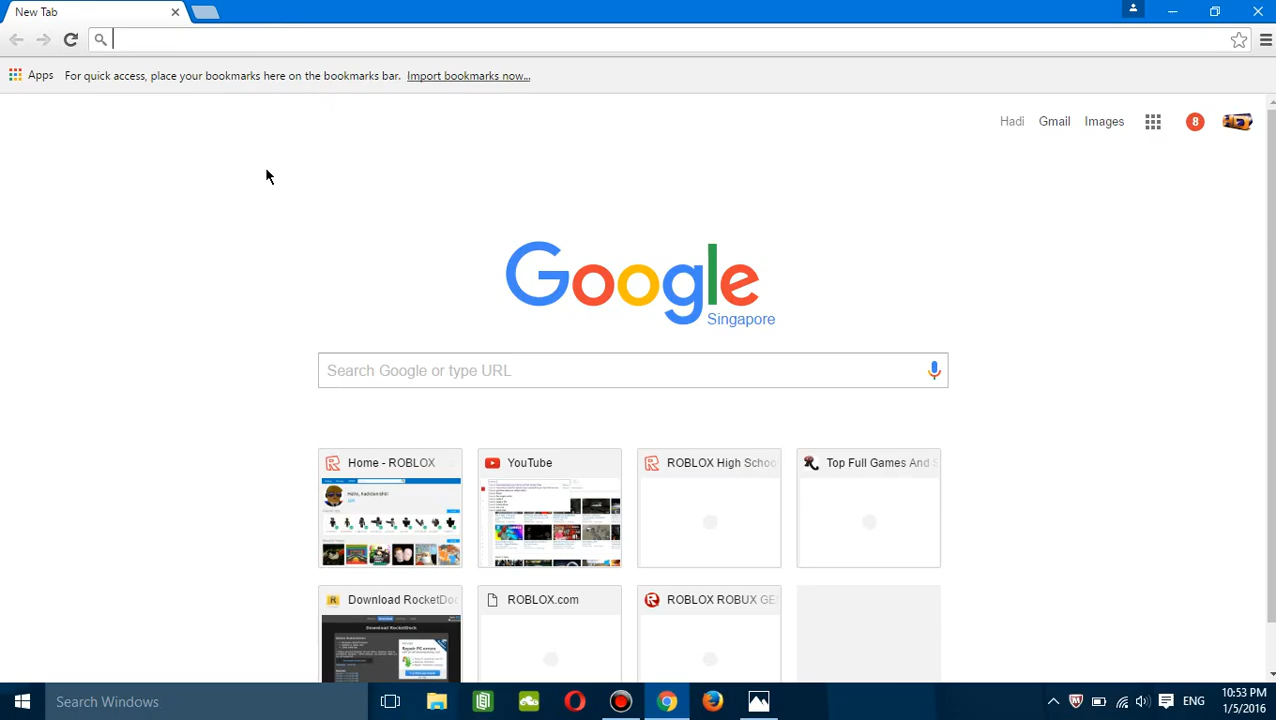 New Tab
Apps For quick access, place your bookmarks here on the bookmarks bar. Import bookmarks now...
Hadi Gmail Images 8
Google
Singapore
Search Google or type URL
Home - ROBLOX YouTube ROBLOX High Schoo Top Full Games And S
Download RocketDoc ROBLOX.com ROBLOX ROBUX GE
Download RocketDock
Search Windows
ENG 10:53 PM
1/5/2016